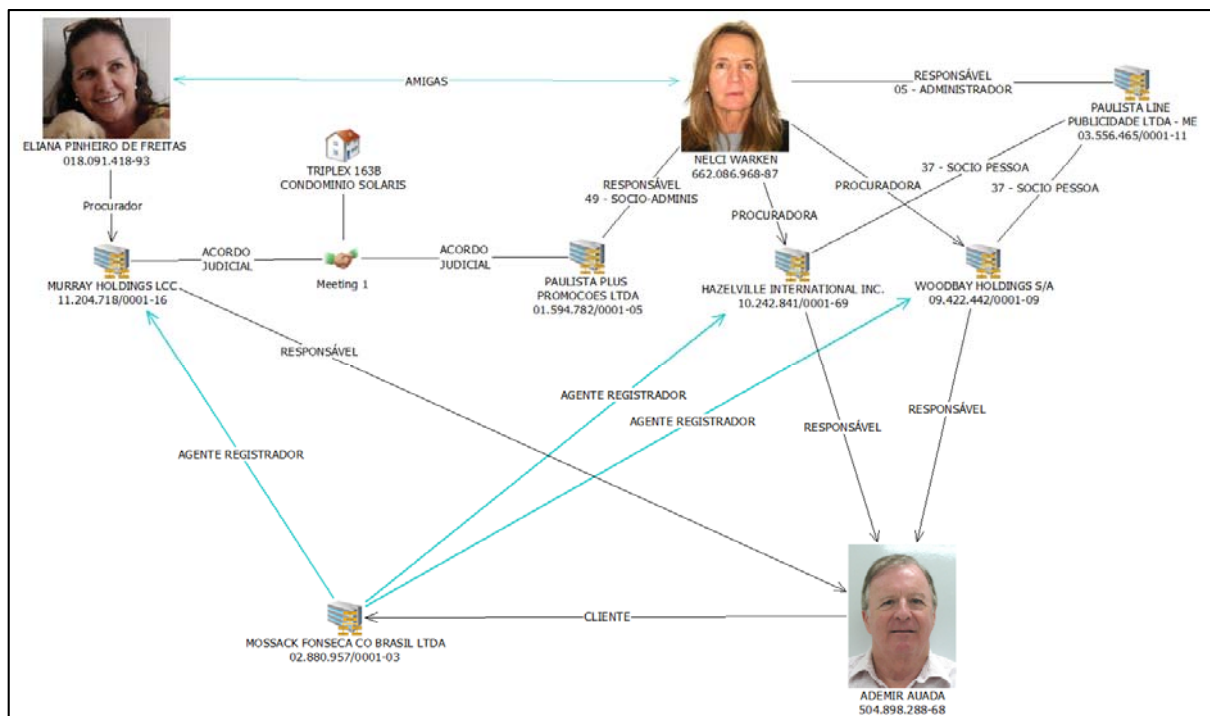 AMIGAS
RESPONSÁVEL
05 - ADMINISTRADOR
PAULISTA LINE
PUBLICIDADE LTDA - ME
03.556.465/0001-11
ELIANA PINHEIRO DE FREITAS
018.091.418-93
NELCI WARKEN
662.086.968-87
TRIPLEX 163B
CONDOMINIO SOLARIS
RESPONSÁVEL
49 - SOCIO-ADMINIS
37 - SOCIO PESSOA
37 - SOCIO PESSOA
PROCURADORA
PROCURADORA
Procurador
ACORDO
JUDICIAL
Meeting 1
ACORDO
JUDICIAL
MURRAY HOLDINGS LCC.
11.204.718/0001-16
PAULISTA PLUS
PROMOCOES LTDA
01.594.782/0001-05
HAZELVILLE INTERNATIONAL INC.
10.242.841/0001-69
WOODBAY HOLDINGS S/A
09.422.442/0001-09
RESPONSÁVEL
AGENTE REGISTRADOR
AGENTE REGISTRADOR
RESPONSÁVEL
RESPONSÁVEL
AGENTE REGISTRADOR
CLIENTE
MOSSACK FONSECA CO BRASIL LTDA
02.880.957/0001-03
ADEMIR AUADA
504.898.288-68